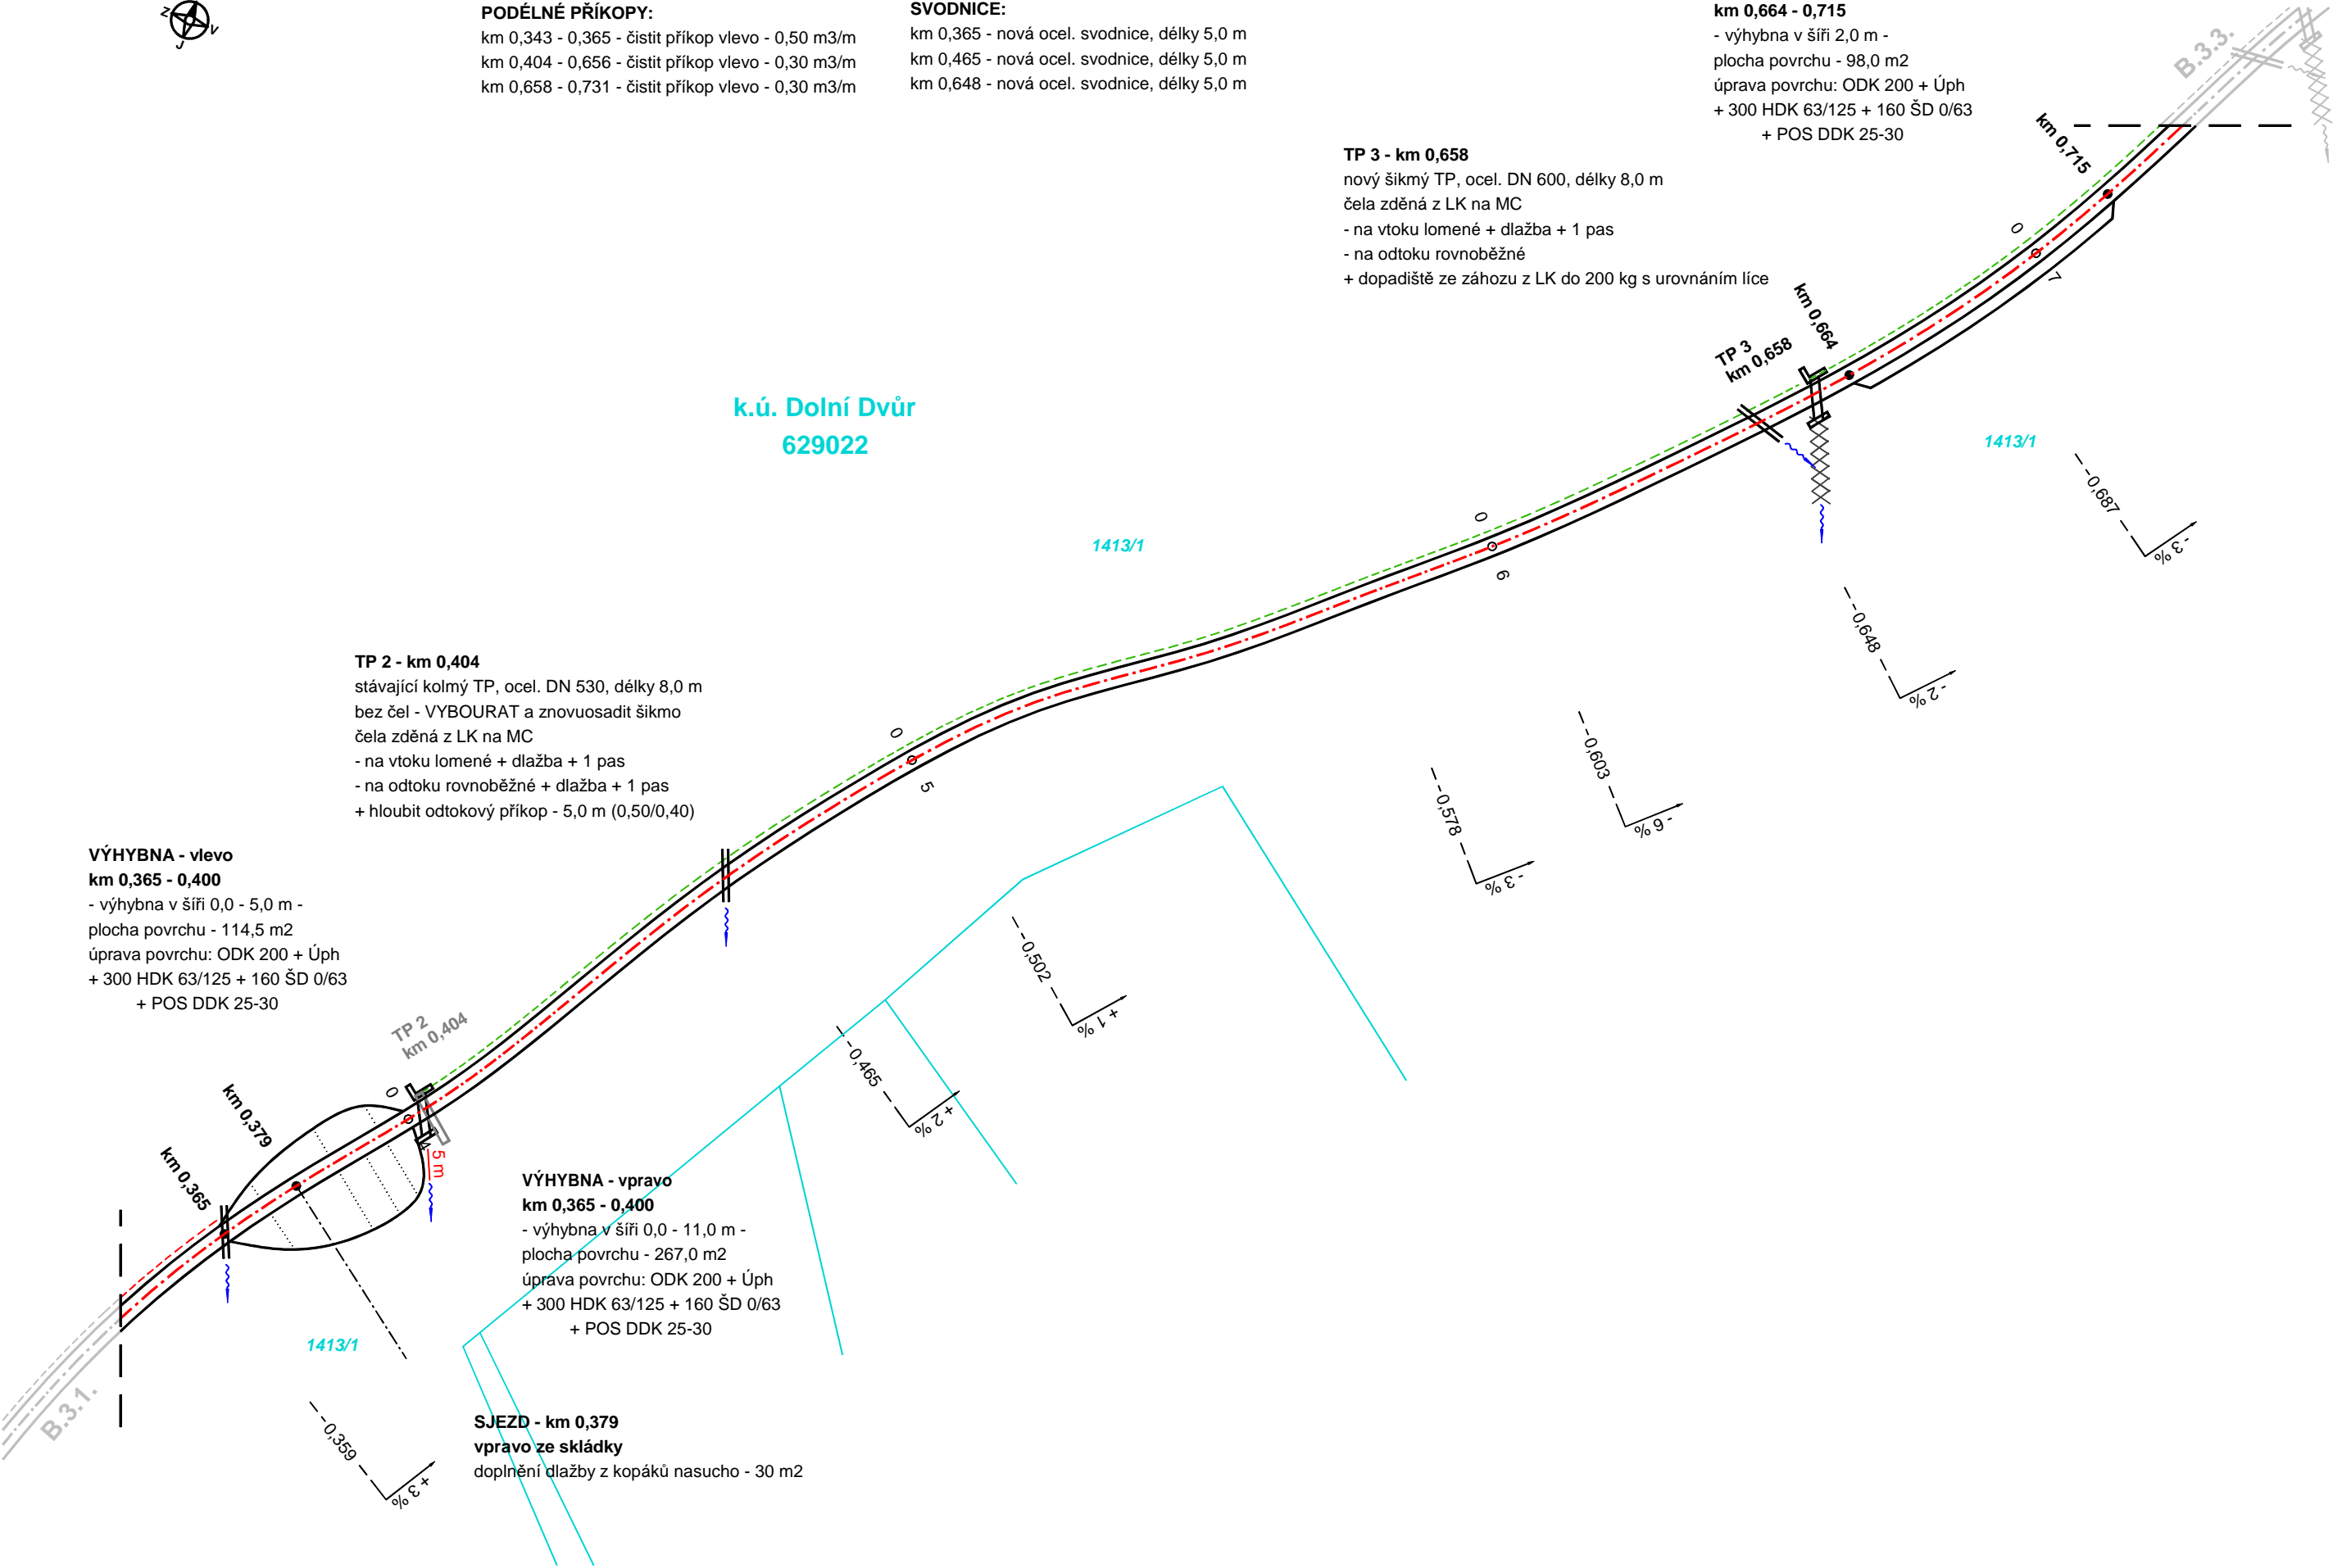 Z
V
J
PODÉLNÉ PŘÍKOPY:
km 0,343 - 0,365 - čistit příkop vlevo - 0,50 m3/m
km 0,404 - 0,656 - čistit příkop vlevo - 0,30 m3/m
km 0,658 - 0,731 - čistit příkop vlevo - 0,30 m3/m
SVODNICE:
km 0,365 - nová ocel. svodnice, délky 5,0 m
km 0,465 - nová ocel. svodnice, délky 5,0 m
km 0,648 - nová ocel. svodnice, délky 5,0 m
km 0,664 - 0,715
- výhybna v šíři 2,0 m -
plocha povrchu - 98,0 m2
úprava povrchu: ODK 200 + Úph
+ 300 HDK 63/125 + 160 ŠD 0/63
+ POS DDK 25-30
B.3.3.
km 0,715
TP 3 - km 0,658
nový šikmý TP, ocel. DN 600, délky 8,0 m
čela zděná z LK na MC
- na vtoku lomené + dlažba + 1 pas
- na odtoku rovnoběžné
+ dopadiště ze záhozu z LK do 200 kg s urovnáním líce
0
7
km 0,664
TP 3
km 0,658
k.ú. Dolní Dvůr
629022
1413/1
0,687
- 3 %
1413/1
0
6
0,648
- 2 %
TP 2 - km 0,404
stávající kolmý TP, ocel. DN 530, délky 8,0 m
bez čel - VYBOURAT a znovuosadit šikmo
čela zděná z LK na MC
- na vtoku lomené + dlažba + 1 pas
- na odtoku rovnoběžné + dlažba + 1 pas
+ hloubit odtokový příkop - 5,0 m (0,50/0,40)
0
5
0,603
- 6 %
0,578
- 3 %
VÝHYBNA - vlevo
km 0,365 - 0,400
- výhybna v šíři 0,0 - 5,0 m -
plocha povrchu - 114,5 m2
úprava povrchu: ODK 200 + Úph
+ 300 HDK 63/125 + 160 ŠD 0/63
+ POS DDK 25-30
0,502
+ 1 %
TP 2
km 0,404
0,465
+ 2 %
0
4
km 0,379
km 0,365
5 m
VÝHYBNA - vpravo
km 0,365 - 0,400
- výhybna v šíři 0,0 - 11,0 m -
plocha povrchu - 267,0 m2
úprava povrchu: ODK 200 + Úph
+ 300 HDK 63/125 + 160 ŠD 0/63
+ POS DDK 25-30
1413/1
B.3.1.
0,359
+ 3 %
SJEZD - km 0,379
vpravo ze skládky
doplnění dlažby z kopáků nasucho - 30 m2